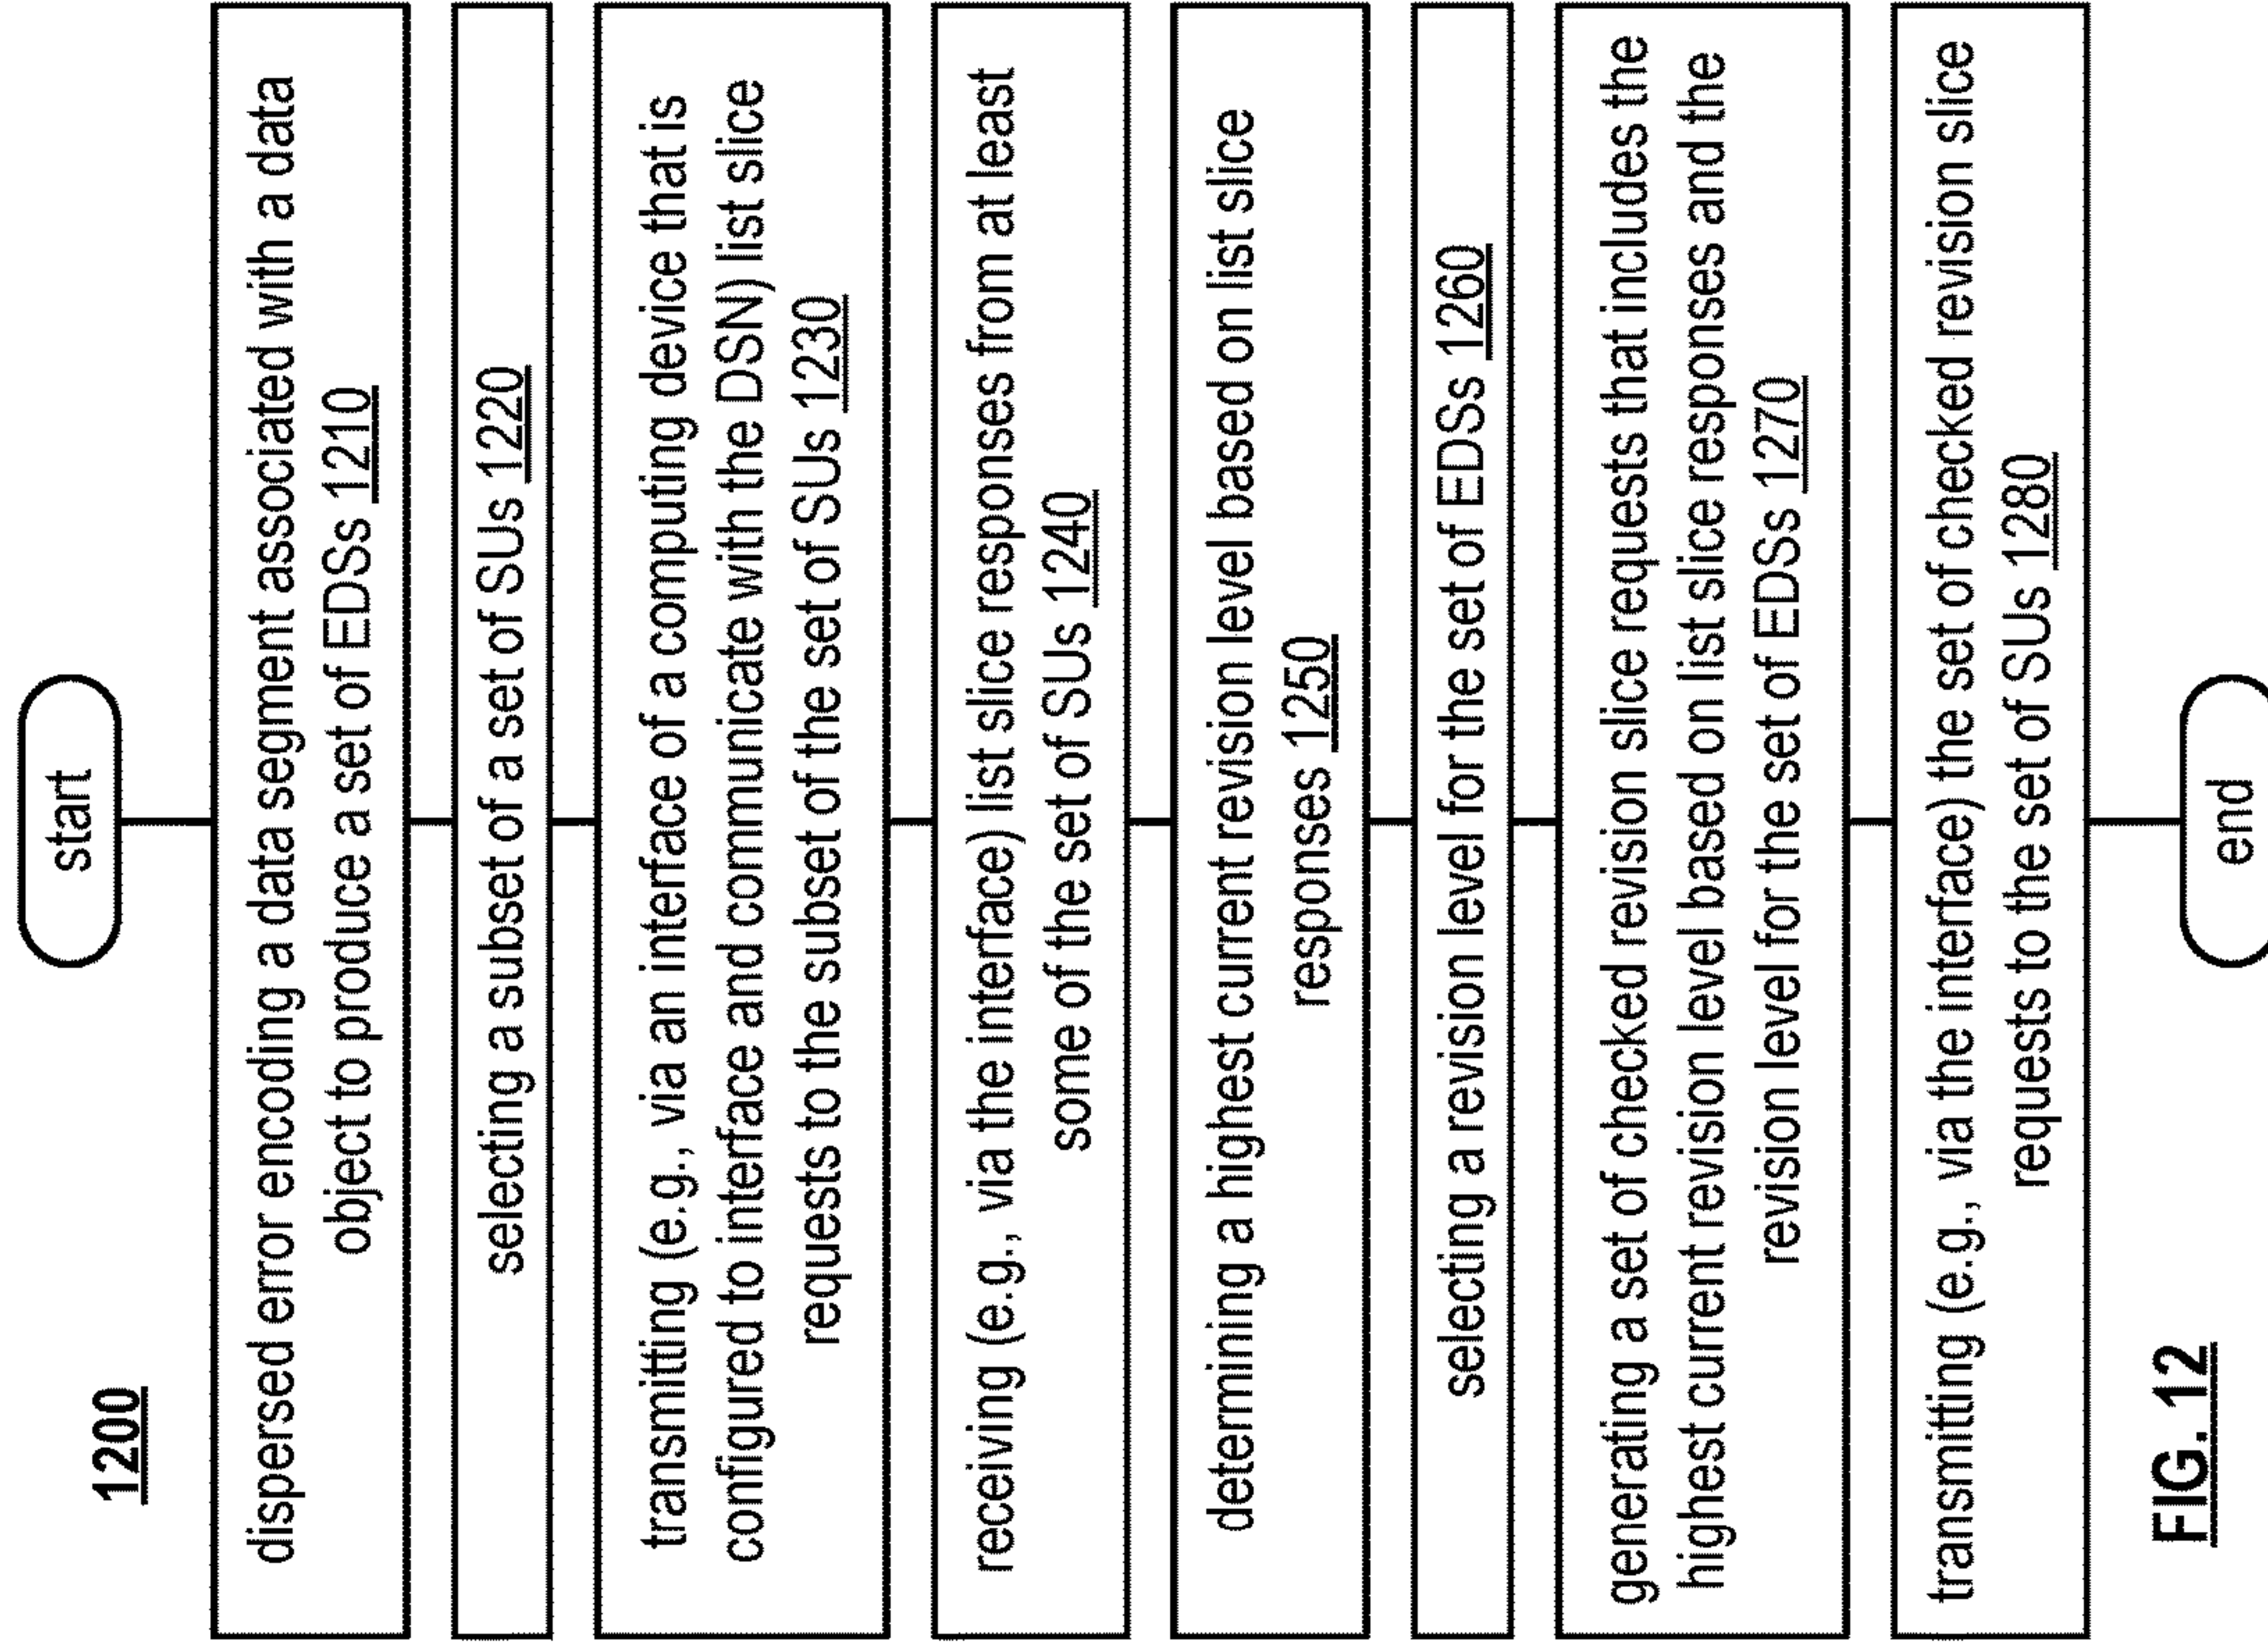 1200
start
dispersed error encoding a data segment associated with a data
object to produce a set of EDSs 1210
selecting a subset of a set of SUs 1220
transmitting (e.g., via an interface of a computing device that is
configured to interface and communicate with the DSN) list slice
requests to the subset of the set of SUs 1230
receiving (e.g., via the interface) list slice responses from at least
some of the set of SUs 1240
determining a highest current revision level based on list slice
responses 1250
selecting a revision level for the set of EDSs 1260
generating a set of checked revision slice requests that includes the
highest current revision level based on list slice responses and the
revision level for the set of EDSs 1270
transmitting (e.g., via the interface) the set of checked revision slice
requests to the set of SUs 1280
end
FIG. 12